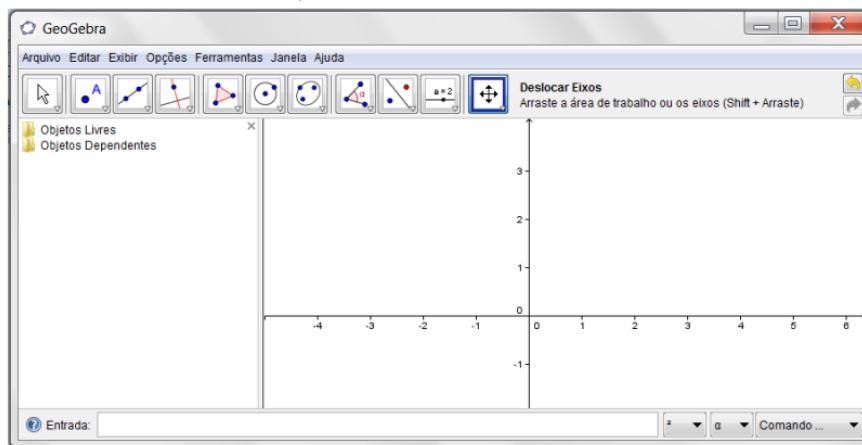 GeoGebra
Arquivo Editar Exibir Opções Ferramentas Janela Ajuda
A
α
a = 2
Deslocar Eixos
Arraste a área de trabalho ou os eixos (Shift + Arraste)
Objetos Livres
Objetos Dependentes
3
2
1
0
-4 -3 -2 -1 0 1 2 3 4 5 6
-1
Entrada: ² α Comando ...